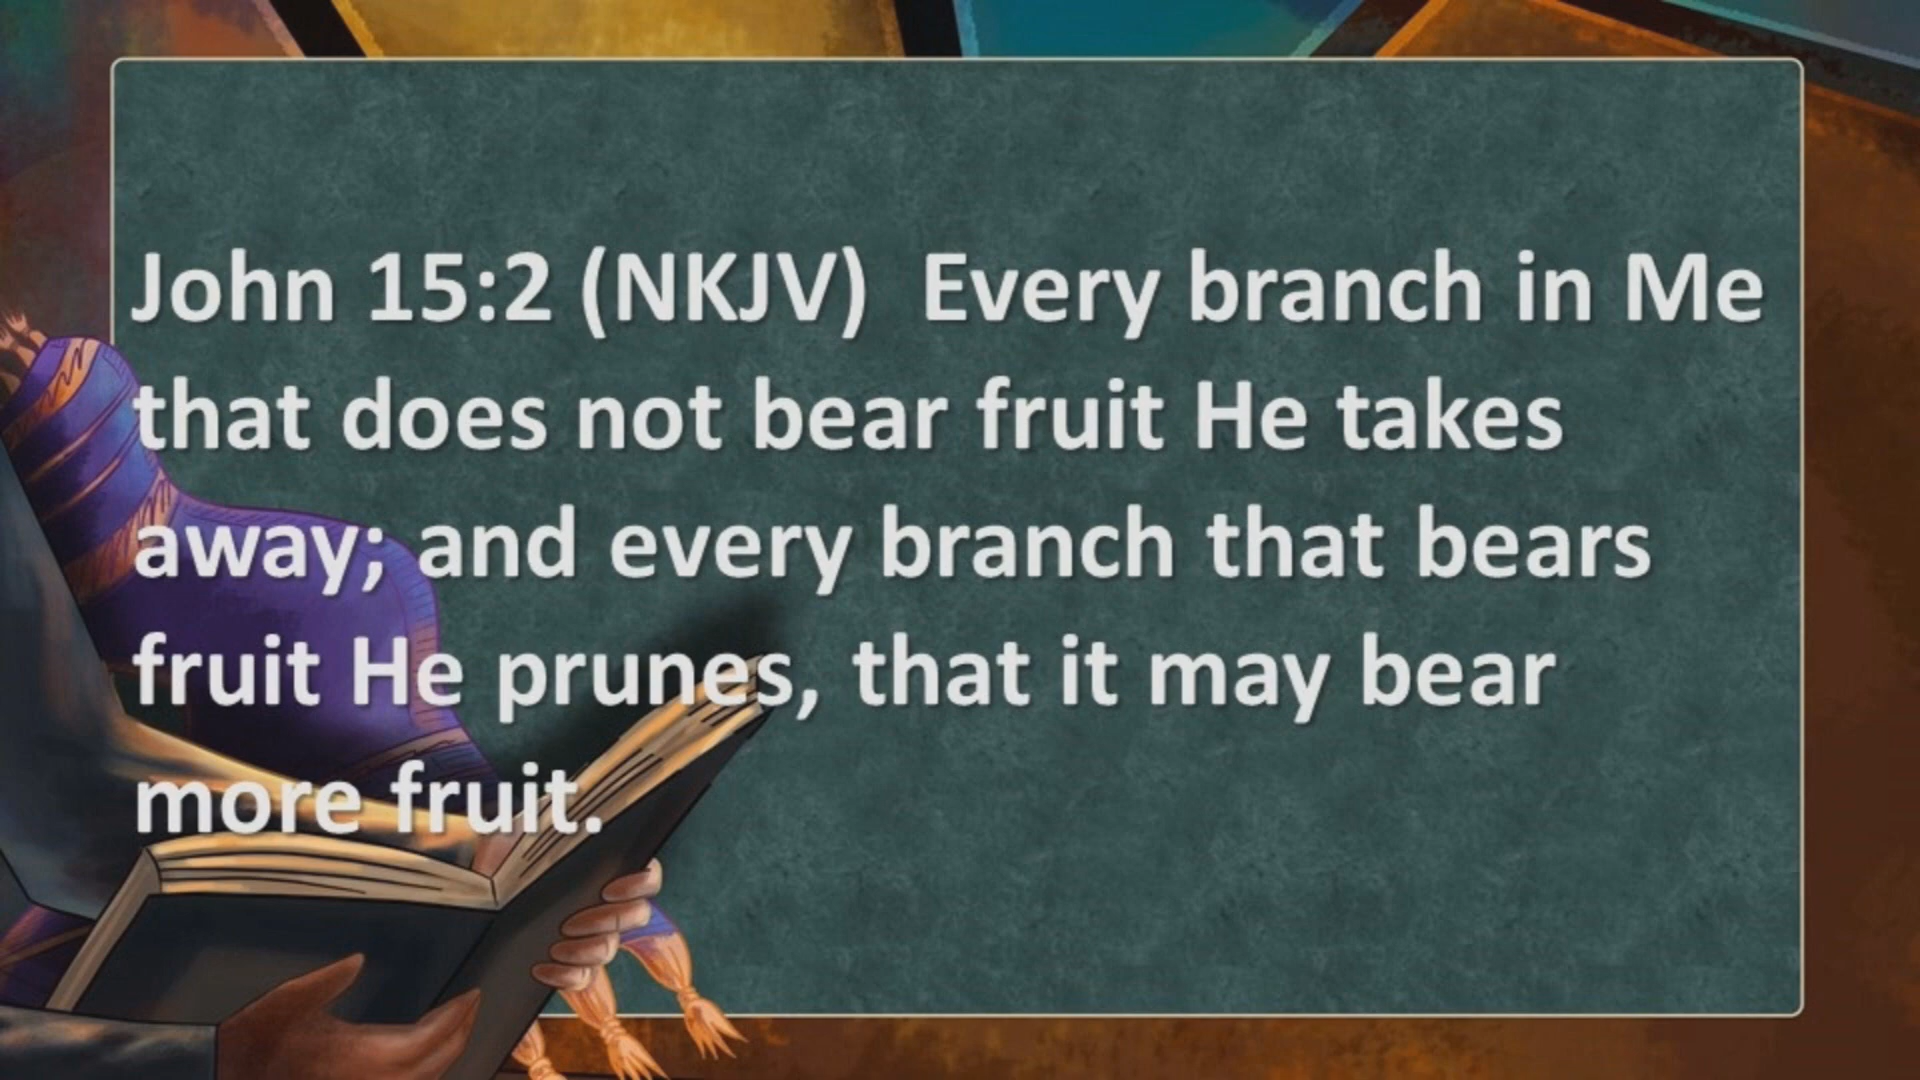 John 15:2 (NKJV)  Every branch in Me
that does not bear fruit He takes
away; and every branch that bears
fruit He prunes, that it may bear
more fruit.